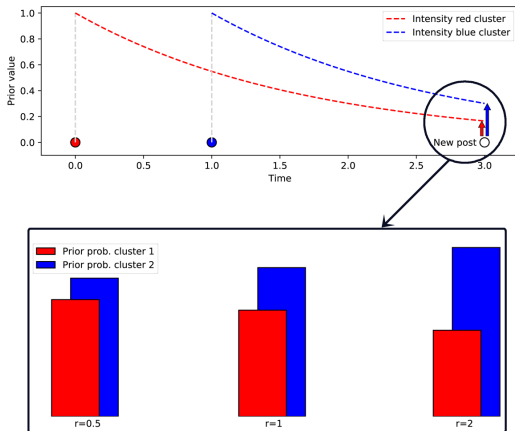 1.0
0.8
0.6
0.4
0.2
0.0
Prior value
Intensity red cluster
Intensity blue cluster
New post
0.0 0.5 1.0 1.5 2.0 2.5 3.0
Time
Prior prob. cluster 1
Prior prob. cluster 2
r=0.5 r=1 r=2